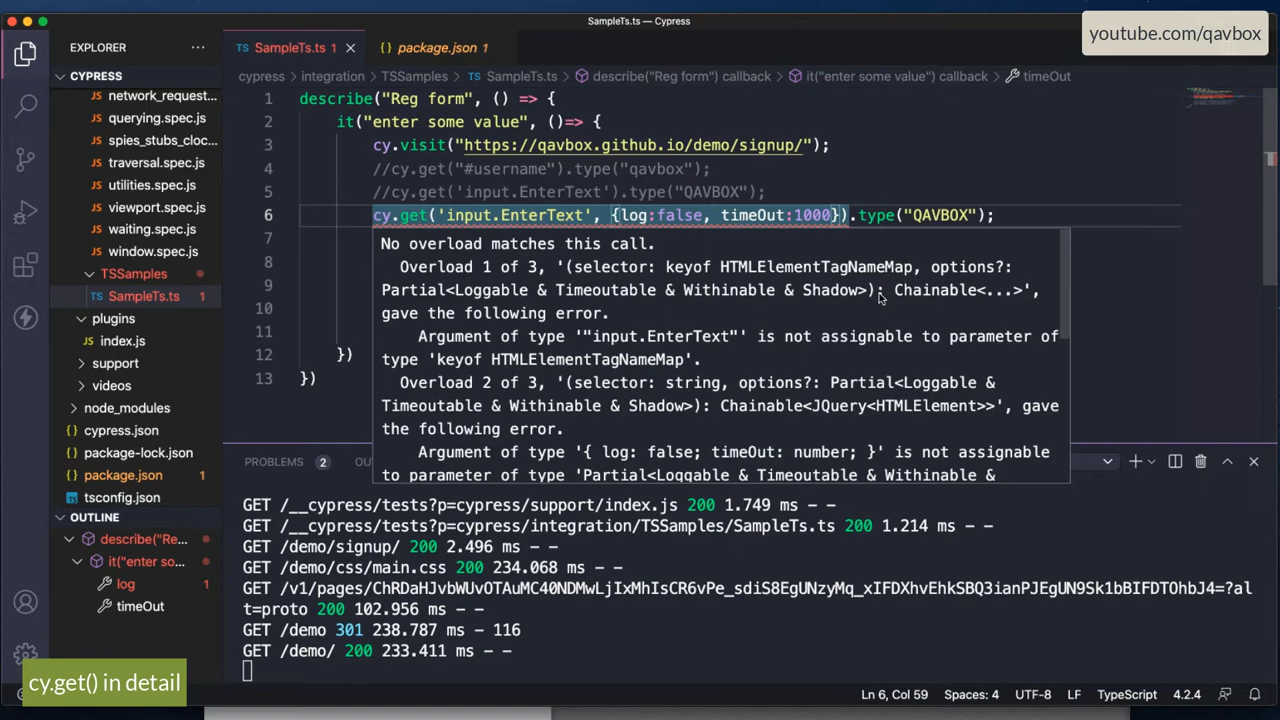 SampleTs.ts — Cypress
youtube.com/qavbox
EXPLORER
SampleTs.ts 1
package.json 1
CYPRESS
cypress > integration > TSSamples > SampleTs.ts > describe("Reg form") callback > it("enter some value") callback > timeOut
network_request...
querying.spec.js
spies_stubs_cloc...
traversal.spec.js
utilities.spec.js
viewport.spec.js
waiting.spec.js
window.spec.js
TSSamples
SampleTs.ts 1
plugins
index.js
support
videos
node_modules
cypress.json
package-lock.json
package.json 1
tsconfig.json
OUTLINE
describe("Re... 1
it("enter so...
log 1
timeOut
1 describe("Reg form", () => {
2 it("enter some value", ()=> {
3 cy.visit("https://qavbox.github.io/demo/signup/");
4 //cy.get("#username").type("qavbox");
5 //cy.get('input.EnterText').type("QAVBOX");
6 cy.get('input.EnterText', {log:false, timeOut:1000}).type("QAVBOX");
7
8
9
10
11
12 })
13 })
No overload matches this call.
Overload 1 of 3, '(selector: keyof HTMLElementTagNameMap, options?:
Partial<Loggable & Timeoutable & Withinable & Shadow>): Chainable<...>',
gave the following error.
Argument of type '"input.EnterText"' is not assignable to parameter of
type 'keyof HTMLElementTagNameMap'.
Overload 2 of 3, '(selector: string, options?: Partial<Loggable &
Timeoutable & Withinable & Shadow>): Chainable<JQuery<HTMLElement>>', gave
the following error.
Argument of type '{ log: false; timeOut: number; }' is not assignable
to parameter of type 'Partial<Loggable & Timeoutable & Withinable &
PROBLEMS 2 OU
GET /__cypress/tests?p=cypress/support/index.js 200 1.749 ms - -
GET /__cypress/tests?p=cypress/integration/TSSamples/SampleTs.ts 200 1.214 ms - -
GET /demo/signup/ 200 2.496 ms - -
GET /demo/css/main.css 200 234.068 ms - -
GET /v1/pages/ChRDaHJvbWUvOTAuMC40NDMwLjIxMhIsCR6vPe_sdiS8EgUNzyMq_xIFDXhvEhkSBQ3ianPJEgUN9Sk1bBIFDTOhbJ4=?al
t=proto 200 102.956 ms - -
GET /demo 301 238.787 ms - 116
GET /demo/ 200 233.411 ms - -
cy.get() in detail
Ln 6, Col 59 Spaces: 4 UTF-8 LF TypeScript 4.2.4